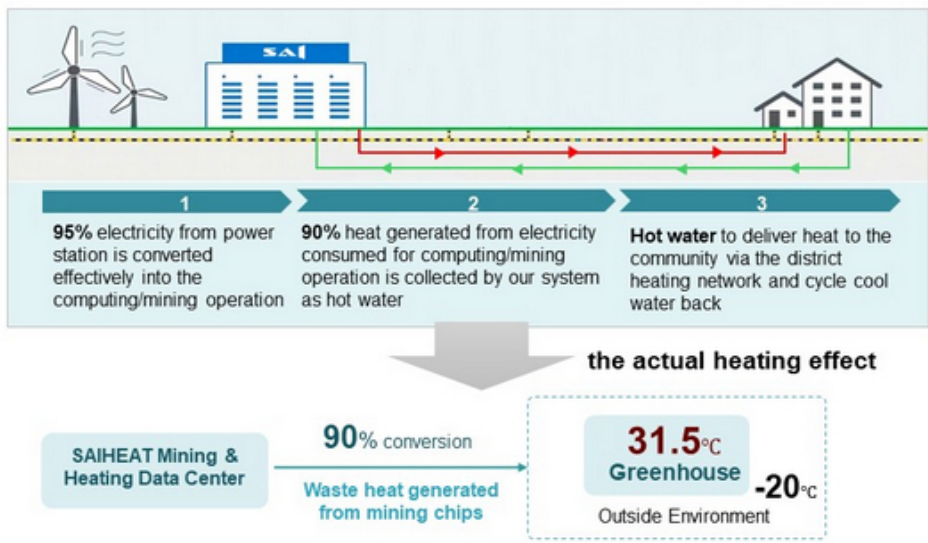 SAI
1
2
3
95% electricity from power
station is converted
effectively into the
computing/mining operation
90% heat generated from electricity
consumed for computing/mining
operation is collected by our system
as hot water
Hot water to deliver heat to the
community via the district
heating network and cycle cool
water back
the actual heating effect
SAIHEAT Mining &
Heating Data Center
90% conversion
Waste heat generated
from mining chips
31.5°C
Greenhouse
-20°C
Outside Environment